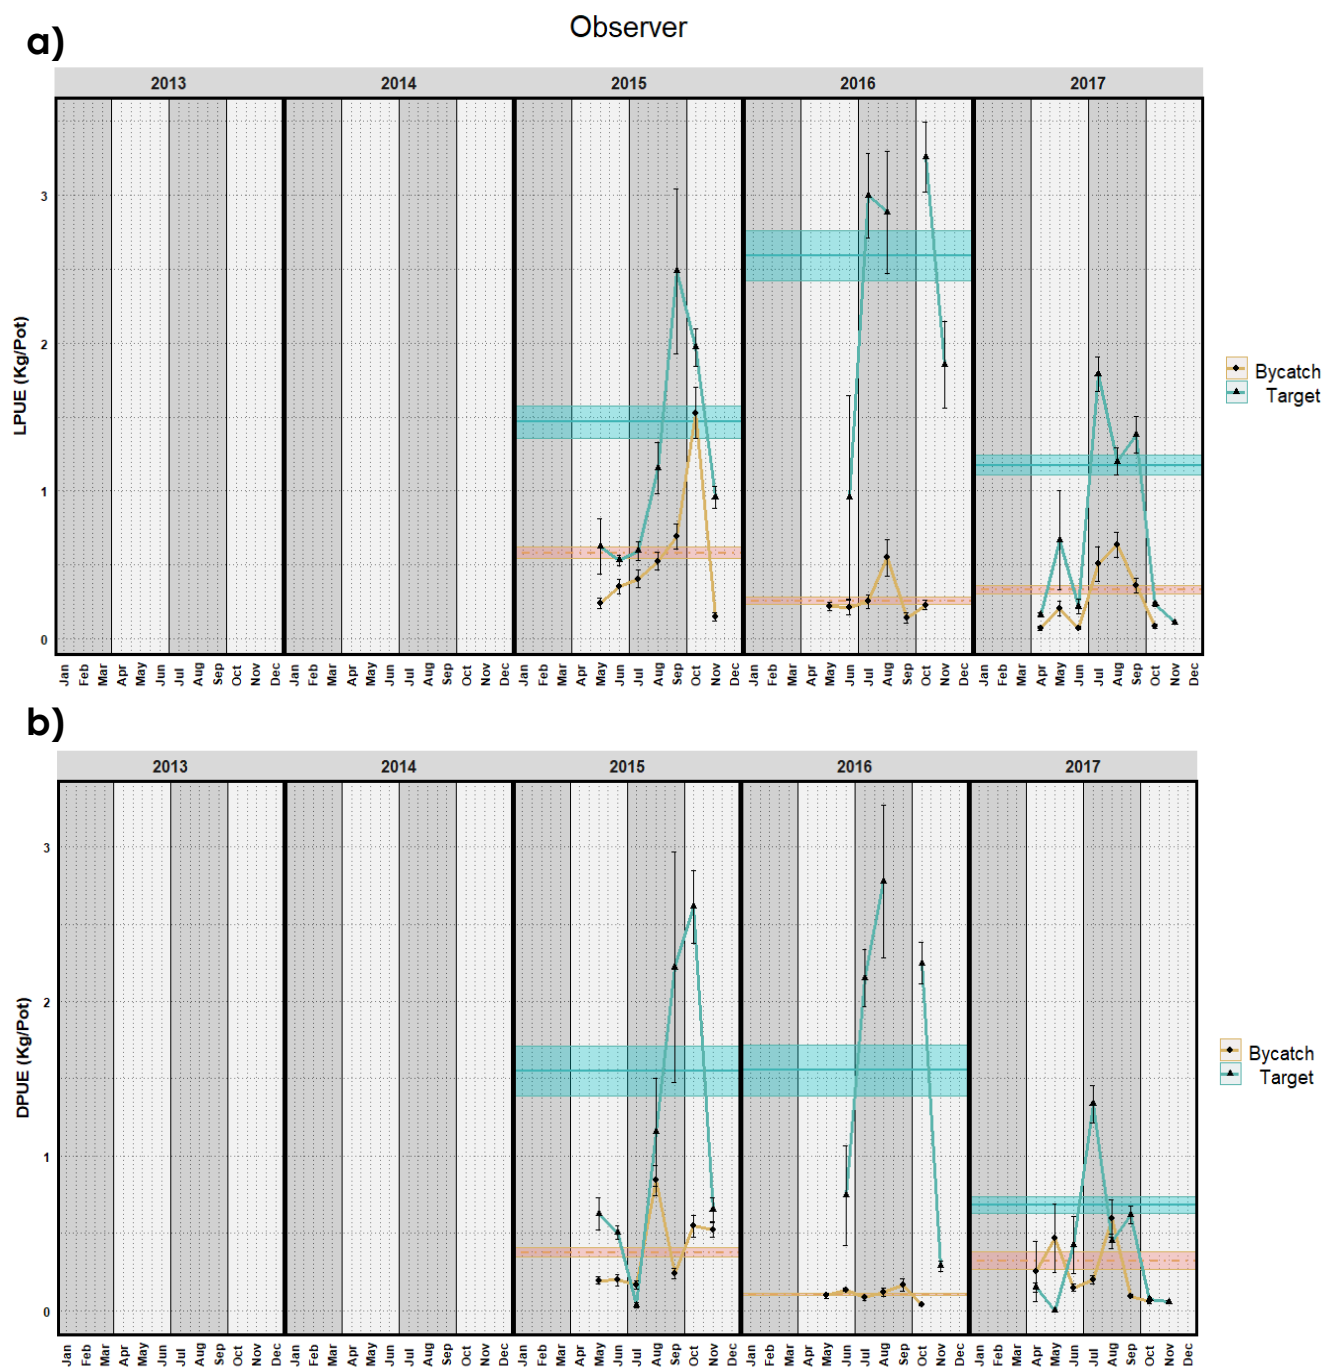 Observer
a)
2013 2014 2015 2016 2017
LPUE (Kg/Pot)
3
2
1
0
Jan Feb Mar Apr May Jun Jul Aug Sep Oct Nov Dec Jan Feb Mar Apr May Jun Jul Aug Sep Oct Nov Dec Jan Feb Mar Apr May Jun Jul Aug Sep Oct Nov Dec Jan Feb Mar Apr May Jun Jul Aug Sep Oct Nov Dec Jan Feb Mar Apr May Jun Jul Aug Sep Oct Nov Dec
Bycatch
Target
b)
2013 2014 2015 2016 2017
DPUE (Kg/Pot)
3
2
1
0
Jan Feb Mar Apr May Jun Jul Aug Sep Oct Nov Dec Jan Feb Mar Apr May Jun Jul Aug Sep Oct Nov Dec Jan Feb Mar Apr May Jun Jul Aug Sep Oct Nov Dec Jan Feb Mar Apr May Jun Jul Aug Sep Oct Nov Dec Jan Feb Mar Apr May Jun Jul Aug Sep Oct Nov Dec
Bycatch
Target